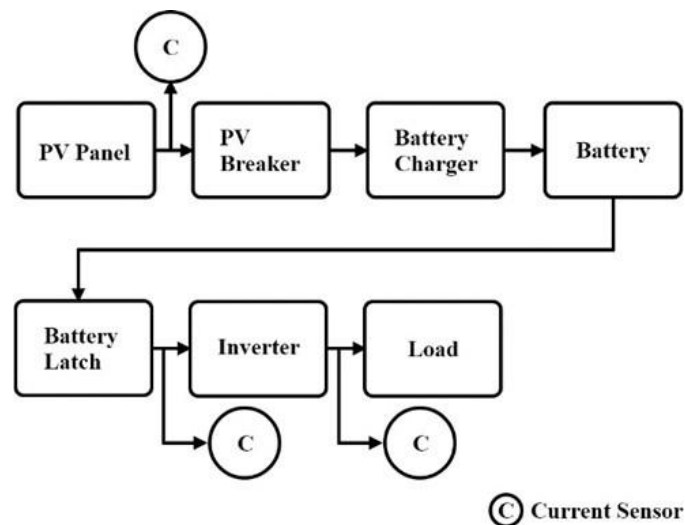 C
PV Panel
PV
Breaker
Battery
Charger
Battery
Battery
Latch
Inverter
Load
C
C
C Current Sensor